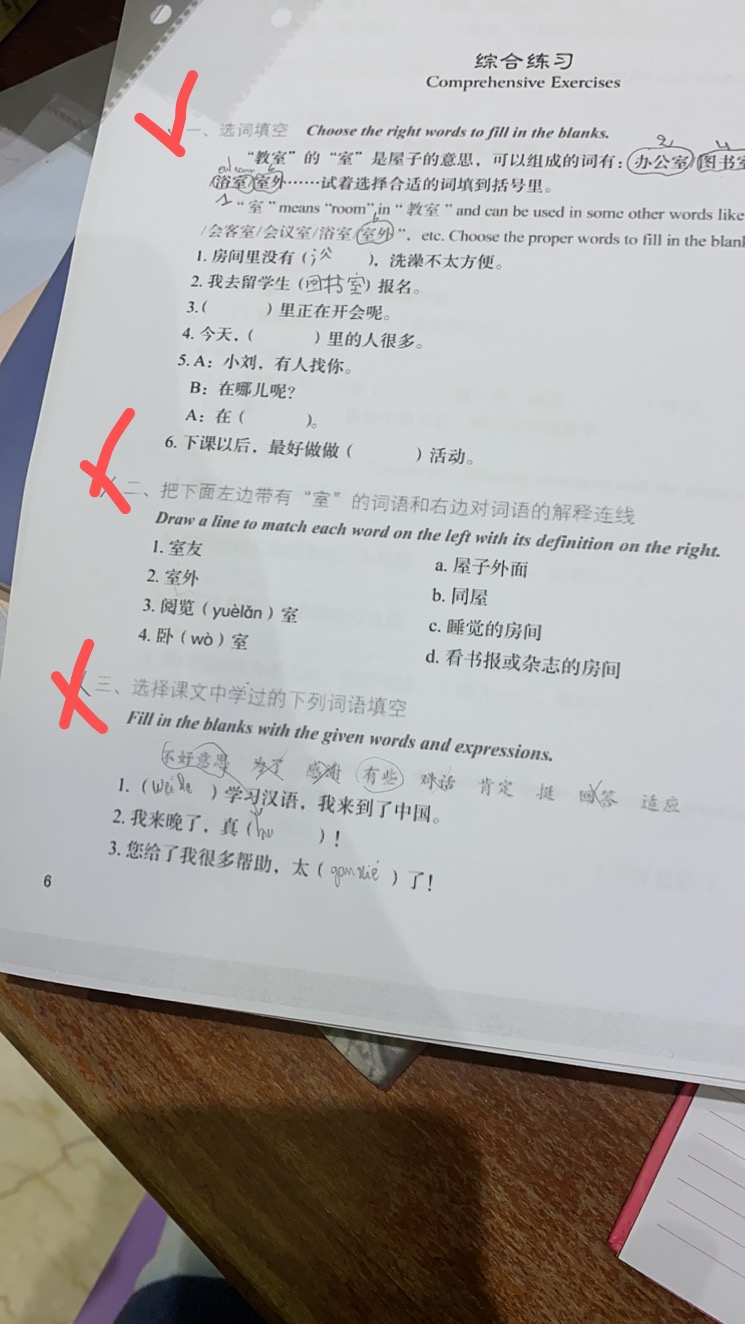 综合练习
Comprehensive Exercises
一、选词填空 Choose the right words to fill in the blanks.
2 4
“教室”的“室”是屋子的意思，可以组成的词有：办公室/图书室
/浴室/室外……试着选择合适的词填到括号里。
1 “室” means “room” in “教室” and can be used in some other words like
/会客室/会议室/浴室/室外”, etc. Choose the proper words to fill in the blan
1. 房间里没有（浴 ），洗澡不太方便。
2. 我去留学生（图书室）报名。
3.（ ）里正在开会呢。
4. 今天，（ ）里的人很多。
5. A：小刘，有人找你。
B：在哪儿呢？
A：在（ ）。
6. 下课以后，最好做做（ ）活动。
二、把下面左边带有“室”的词语和右边对词语的解释连线
Draw a line to match each word on the left with its definition on the right.
1. 室友 a. 屋子外面
2. 室外 b. 同屋
3. 阅览（yuèlǎn）室 c. 睡觉的房间
4. 卧（wò）室 d. 看书报或杂志的房间
三、选择课文中学过的下列词语填空
Fill in the blanks with the given words and expressions.
不好意思 为了 感谢 有些 对话 肯定 挺 回答 适应
1.（weile ）学习汉语，我来到了中国。
2. 我来晚了，真（ ）！
3. 您给了我很多帮助，太（ganxiè）了！
6